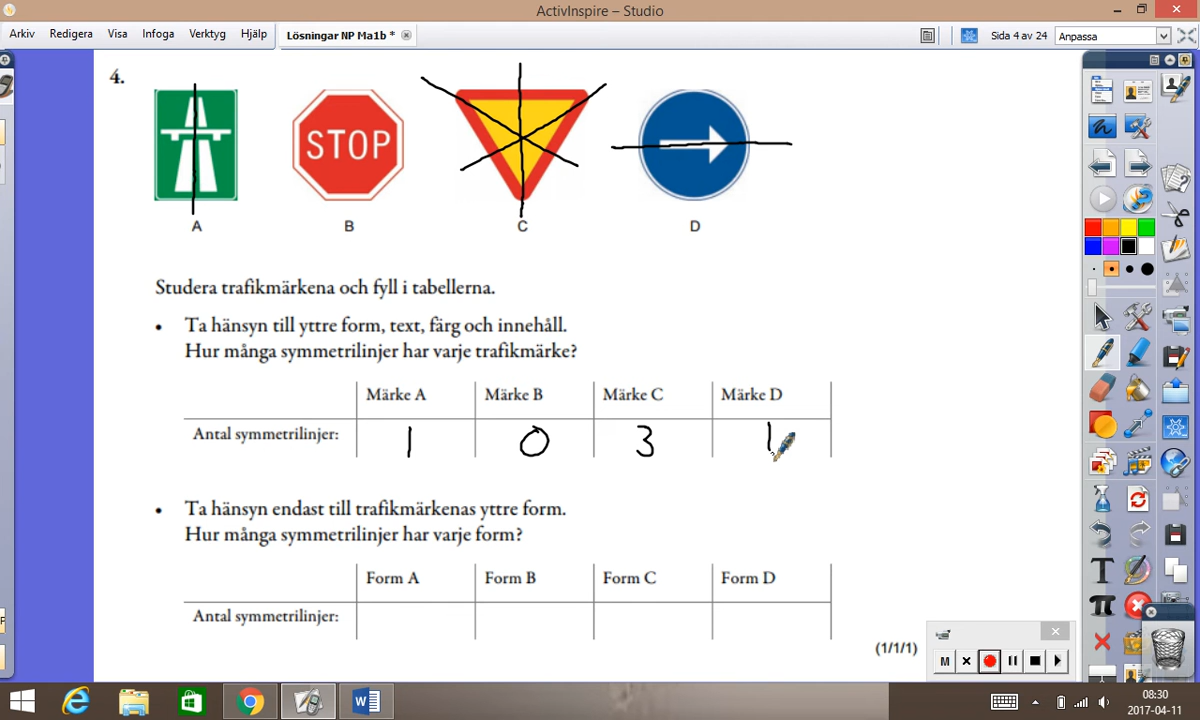 ActivInspire – Studio
Arkiv Redigera Visa Infoga Verktyg Hjälp Lösningar NP Ma1b * Sida 4 av 24 Anpassa
4.
STOP
A B C D
Studera trafikmärkena och fyll i tabellerna.
• Ta hänsyn till yttre form, text, färg och innehåll.
Hur många symmetrilinjer har varje trafikmärke?
Märke A Märke B Märke C Märke D
Antal symmetrilinjer: 1 0 3 1
• Ta hänsyn endast till trafikmärkenas yttre form.
Hur många symmetrilinjer har varje form?
Form A Form B Form C Form D
Antal symmetrilinjer:
(1/1/1)
M
08:30
2017-04-11